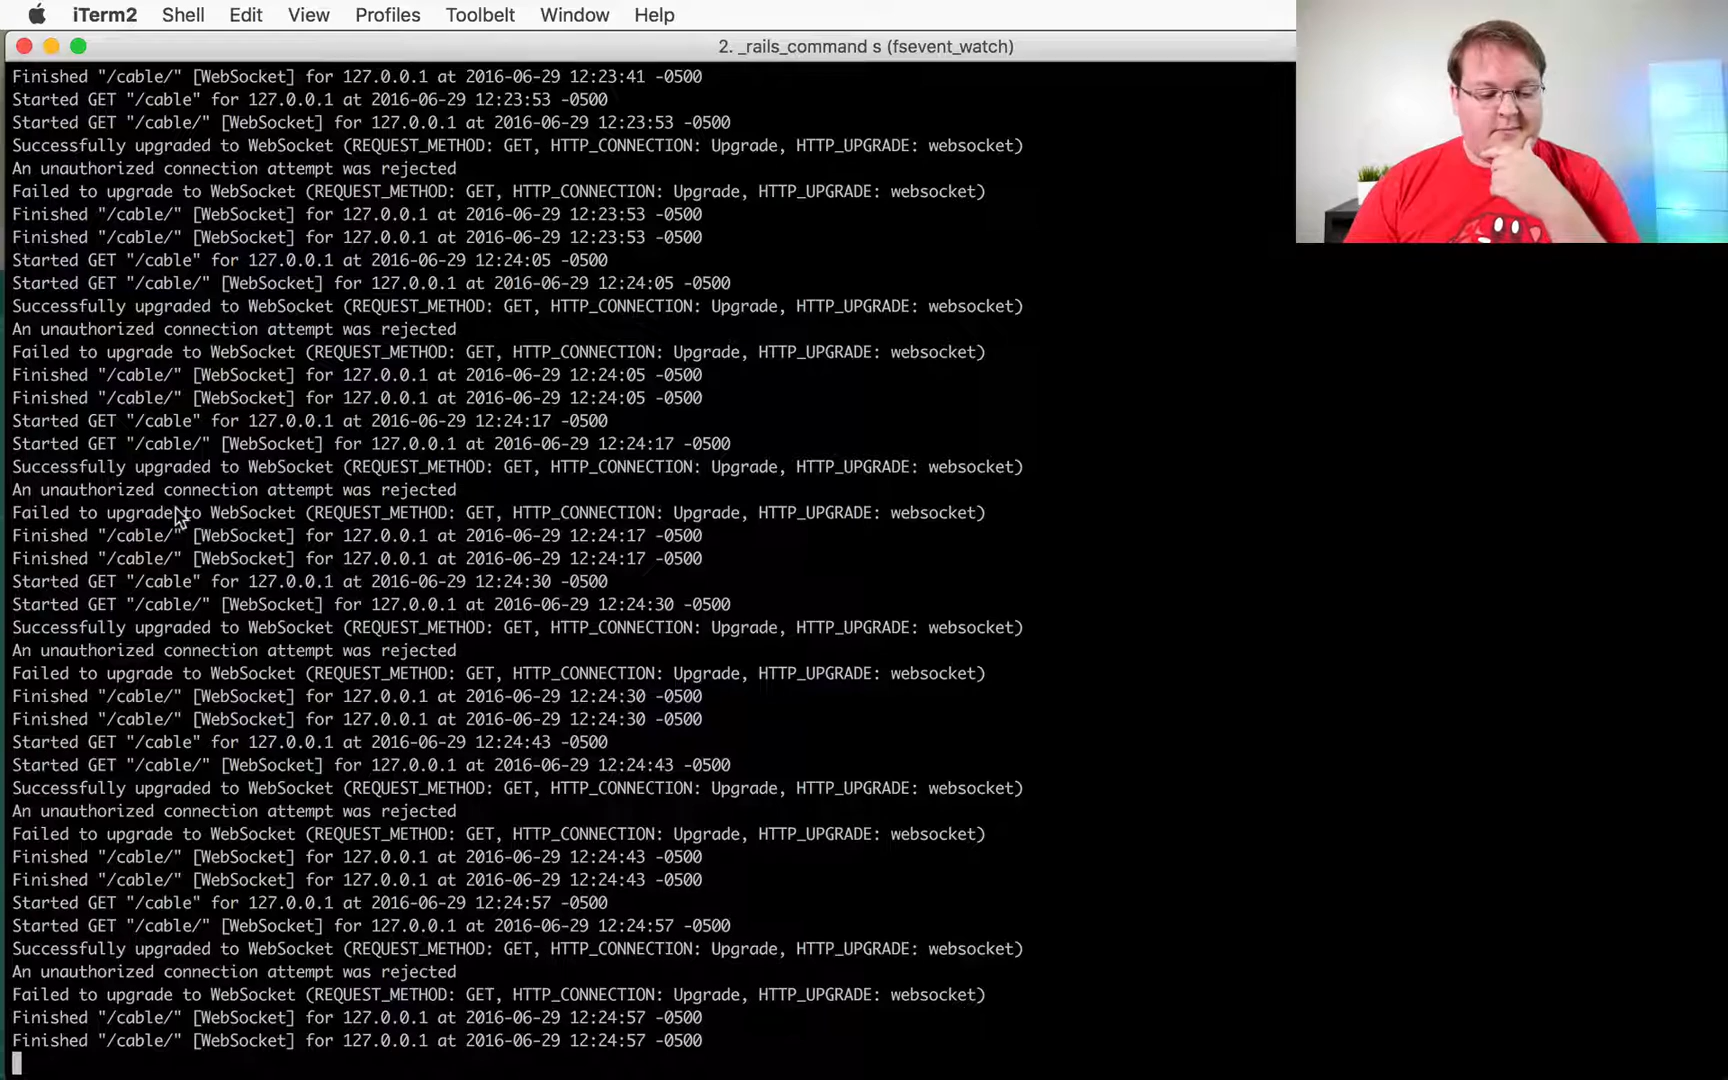 iTerm2 Shell Edit View Profiles Toolbelt Window Help
2. _rails_command s (fsevent_watch)
Finished "/cable/" [WebSocket] for 127.0.0.1 at 2016-06-29 12:23:41 -0500
Started GET "/cable" for 127.0.0.1 at 2016-06-29 12:23:53 -0500
Started GET "/cable/" [WebSocket] for 127.0.0.1 at 2016-06-29 12:23:53 -0500
Successfully upgraded to WebSocket (REQUEST_METHOD: GET, HTTP_CONNECTION: Upgrade, HTTP_UPGRADE: websocket)
An unauthorized connection attempt was rejected
Failed to upgrade to WebSocket (REQUEST_METHOD: GET, HTTP_CONNECTION: Upgrade, HTTP_UPGRADE: websocket)
Finished "/cable/" [WebSocket] for 127.0.0.1 at 2016-06-29 12:23:53 -0500
Finished "/cable/" [WebSocket] for 127.0.0.1 at 2016-06-29 12:23:53 -0500
Started GET "/cable" for 127.0.0.1 at 2016-06-29 12:24:05 -0500
Started GET "/cable/" [WebSocket] for 127.0.0.1 at 2016-06-29 12:24:05 -0500
Successfully upgraded to WebSocket (REQUEST_METHOD: GET, HTTP_CONNECTION: Upgrade, HTTP_UPGRADE: websocket)
An unauthorized connection attempt was rejected
Failed to upgrade to WebSocket (REQUEST_METHOD: GET, HTTP_CONNECTION: Upgrade, HTTP_UPGRADE: websocket)
Finished "/cable/" [WebSocket] for 127.0.0.1 at 2016-06-29 12:24:05 -0500
Finished "/cable/" [WebSocket] for 127.0.0.1 at 2016-06-29 12:24:05 -0500
Started GET "/cable" for 127.0.0.1 at 2016-06-29 12:24:17 -0500
Started GET "/cable/" [WebSocket] for 127.0.0.1 at 2016-06-29 12:24:17 -0500
Successfully upgraded to WebSocket (REQUEST_METHOD: GET, HTTP_CONNECTION: Upgrade, HTTP_UPGRADE: websocket)
An unauthorized connection attempt was rejected
Failed to upgrade to WebSocket (REQUEST_METHOD: GET, HTTP_CONNECTION: Upgrade, HTTP_UPGRADE: websocket)
Finished "/cable/" [WebSocket] for 127.0.0.1 at 2016-06-29 12:24:17 -0500
Finished "/cable/" [WebSocket] for 127.0.0.1 at 2016-06-29 12:24:17 -0500
Started GET "/cable" for 127.0.0.1 at 2016-06-29 12:24:30 -0500
Started GET "/cable/" [WebSocket] for 127.0.0.1 at 2016-06-29 12:24:30 -0500
Successfully upgraded to WebSocket (REQUEST_METHOD: GET, HTTP_CONNECTION: Upgrade, HTTP_UPGRADE: websocket)
An unauthorized connection attempt was rejected
Failed to upgrade to WebSocket (REQUEST_METHOD: GET, HTTP_CONNECTION: Upgrade, HTTP_UPGRADE: websocket)
Finished "/cable/" [WebSocket] for 127.0.0.1 at 2016-06-29 12:24:30 -0500
Finished "/cable/" [WebSocket] for 127.0.0.1 at 2016-06-29 12:24:30 -0500
Started GET "/cable" for 127.0.0.1 at 2016-06-29 12:24:43 -0500
Started GET "/cable/" [WebSocket] for 127.0.0.1 at 2016-06-29 12:24:43 -0500
Successfully upgraded to WebSocket (REQUEST_METHOD: GET, HTTP_CONNECTION: Upgrade, HTTP_UPGRADE: websocket)
An unauthorized connection attempt was rejected
Failed to upgrade to WebSocket (REQUEST_METHOD: GET, HTTP_CONNECTION: Upgrade, HTTP_UPGRADE: websocket)
Finished "/cable/" [WebSocket] for 127.0.0.1 at 2016-06-29 12:24:43 -0500
Finished "/cable/" [WebSocket] for 127.0.0.1 at 2016-06-29 12:24:43 -0500
Started GET "/cable" for 127.0.0.1 at 2016-06-29 12:24:57 -0500
Started GET "/cable/" [WebSocket] for 127.0.0.1 at 2016-06-29 12:24:57 -0500
Successfully upgraded to WebSocket (REQUEST_METHOD: GET, HTTP_CONNECTION: Upgrade, HTTP_UPGRADE: websocket)
An unauthorized connection attempt was rejected
Failed to upgrade to WebSocket (REQUEST_METHOD: GET, HTTP_CONNECTION: Upgrade, HTTP_UPGRADE: websocket)
Finished "/cable/" [WebSocket] for 127.0.0.1 at 2016-06-29 12:24:57 -0500
Finished "/cable/" [WebSocket] for 127.0.0.1 at 2016-06-29 12:24:57 -0500